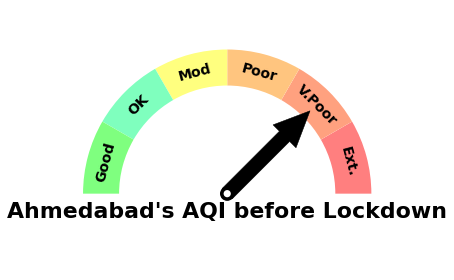 Good
OK
Mod
Poor
V.Poor
Ext.
Ahmedabad's AQI before Lockdown